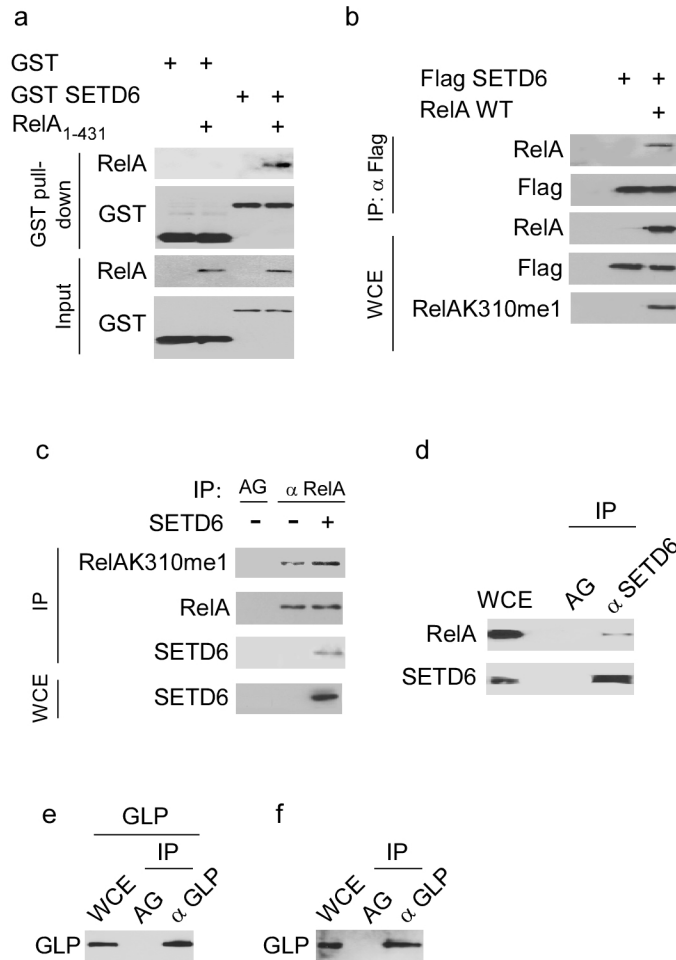 a
GST + +
GST SETD6 + +
RelA1-431 + +
GST pull-down
RelA
GST
Input
RelA
GST
b
Flag SETD6 + +
RelA WT +
IP: α Flag
RelA
Flag
WCE
RelA
Flag
RelAK310me1
c
IP: AG α RelA
SETD6 - - +
IP
RelAK310me1
RelA
SETD6
WCE
SETD6
d
IP
WCE AG α SETD6
RelA
SETD6
e
GLP
IP
WCE AG α GLP
GLP
f
IP
WCE AG α GLP
GLP